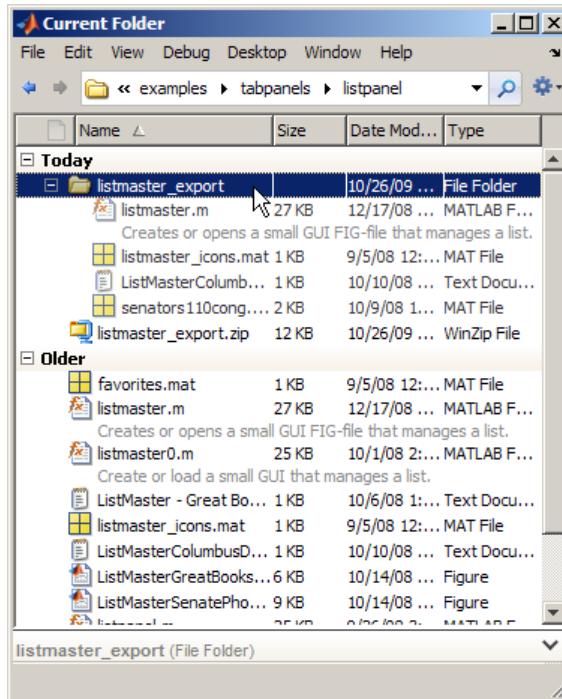 Current Folder
File Edit View Debug Desktop Window Help
« examples tabpanels listpanel
Name Size Date Mod... Type
Today
listmaster_export 10/26/09 ... File Folder
listmaster.m 27 KB 12/17/08 ... MATLAB F...
Creates or opens a small GUI FIG-file that manages a list.
listmaster_icons.mat 1 KB 9/5/08 12:... MAT File
ListMasterColumb... 1 KB 10/10/08 ... Text Docu...
senators110cong.... 2 KB 10/9/08 1... MAT File
listmaster_export.zip 12 KB 10/26/09 ... WinZip File
Older
favorites.mat 1 KB 9/5/08 12:... MAT File
listmaster.m 27 KB 12/17/08 ... MATLAB F...
Creates or opens a small GUI FIG-file that manages a list.
listmaster0.m 25 KB 10/1/08 2:... MATLAB F...
Create or load a small GUI that manages a list.
ListMaster - Great Bo... 1 KB 10/6/08 1:... Text Docu...
listmaster_icons.mat 1 KB 9/5/08 12:... MAT File
ListMasterColumbusD... 1 KB 10/10/08 ... Text Docu...
ListMasterGreatBooks... 6 KB 10/14/08 ... Figure
ListMasterSenatePho... 9 KB 10/14/08 ... Figure
listmaster_export (File Folder)